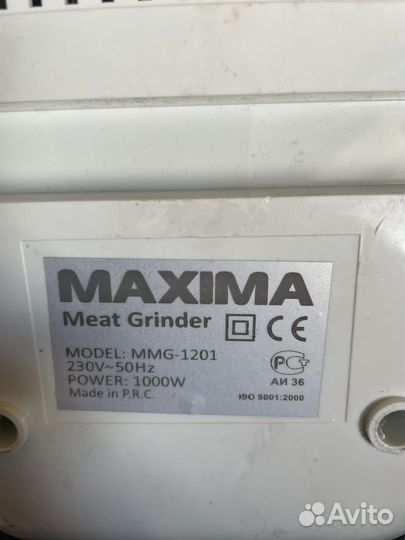 MAXIMA
Meat Grinder CE
MODEL: MMG-1201
230V~50Hz
POWER: 1000W
Made in P.R.C.
РСТ
АИ 36
ISO 9001:2000
Avito